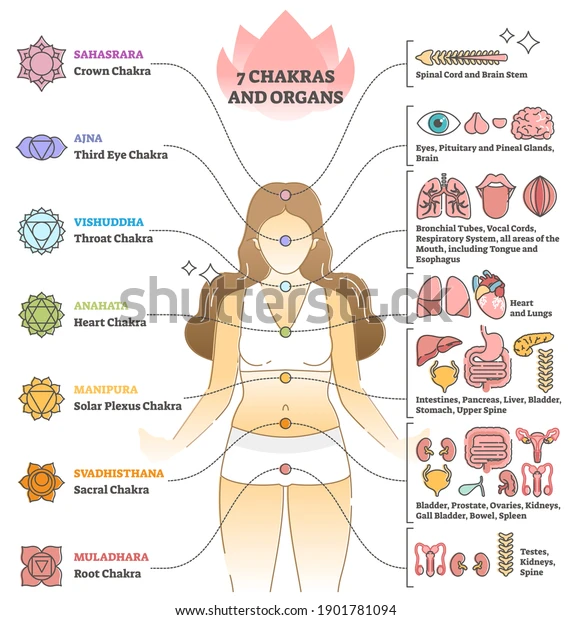 7 CHAKRAS
AND ORGANS
SAHASRARA
Crown Chakra
Spinal Cord and Brain Stem
AJNA
Third Eye Chakra
Eyes, Pituitary and Pineal Glands,
Brain
VISHUDDHA
Throat Chakra
Bronchial Tubes, Vocal Cords,
Respiratory System, all areas of the
Mouth, including Tongue and
Esophagus
ANAHATA
Heart Chakra
Heart
and Lungs
MANIPURA
Solar Plexus Chakra
Intestines, Pancreas, Liver, Bladder,
Stomach, Upper Spine
SVADHISTHANA
Sacral Chakra
Bladder, Prostate, Ovaries, Kidneys,
Gall Bladder, Bowel, Spleen
MULADHARA
Root Chakra
Testes,
Kidneys,
Spine
shutterstock.com · 1901781094